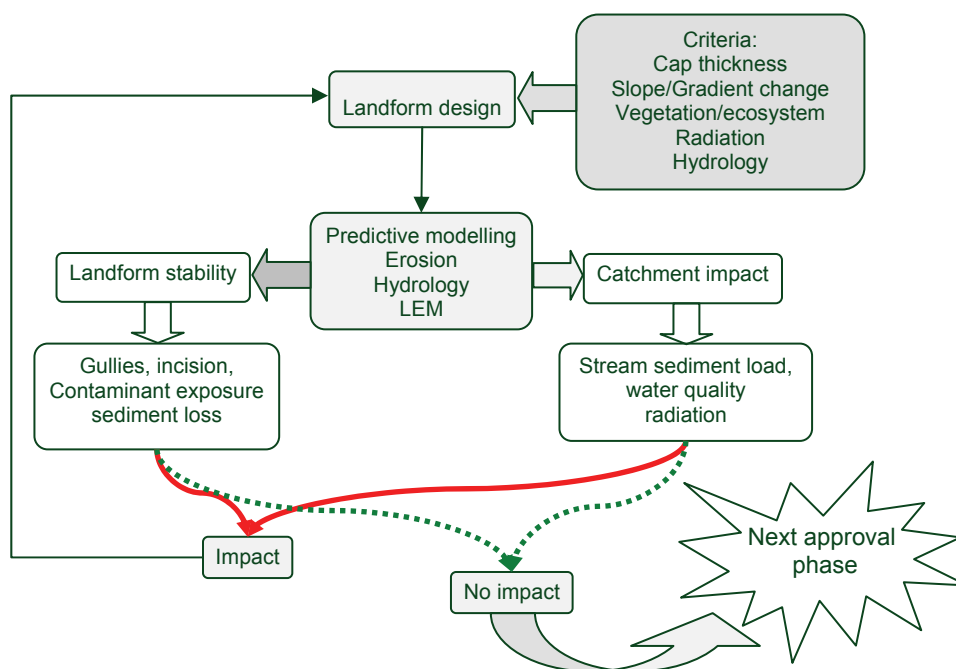 Criteria:
Cap thickness
Slope/Gradient change
Vegetation/ecosystem
Radiation
Hydrology
Landform design
Predictive modelling
Erosion
Hydrology
LEM
Landform stability
Catchment impact
Gullies, incision,
Contaminant exposure
sediment loss
Stream sediment load,
water quality
radiation
Impact
No impact
Next approval
phase